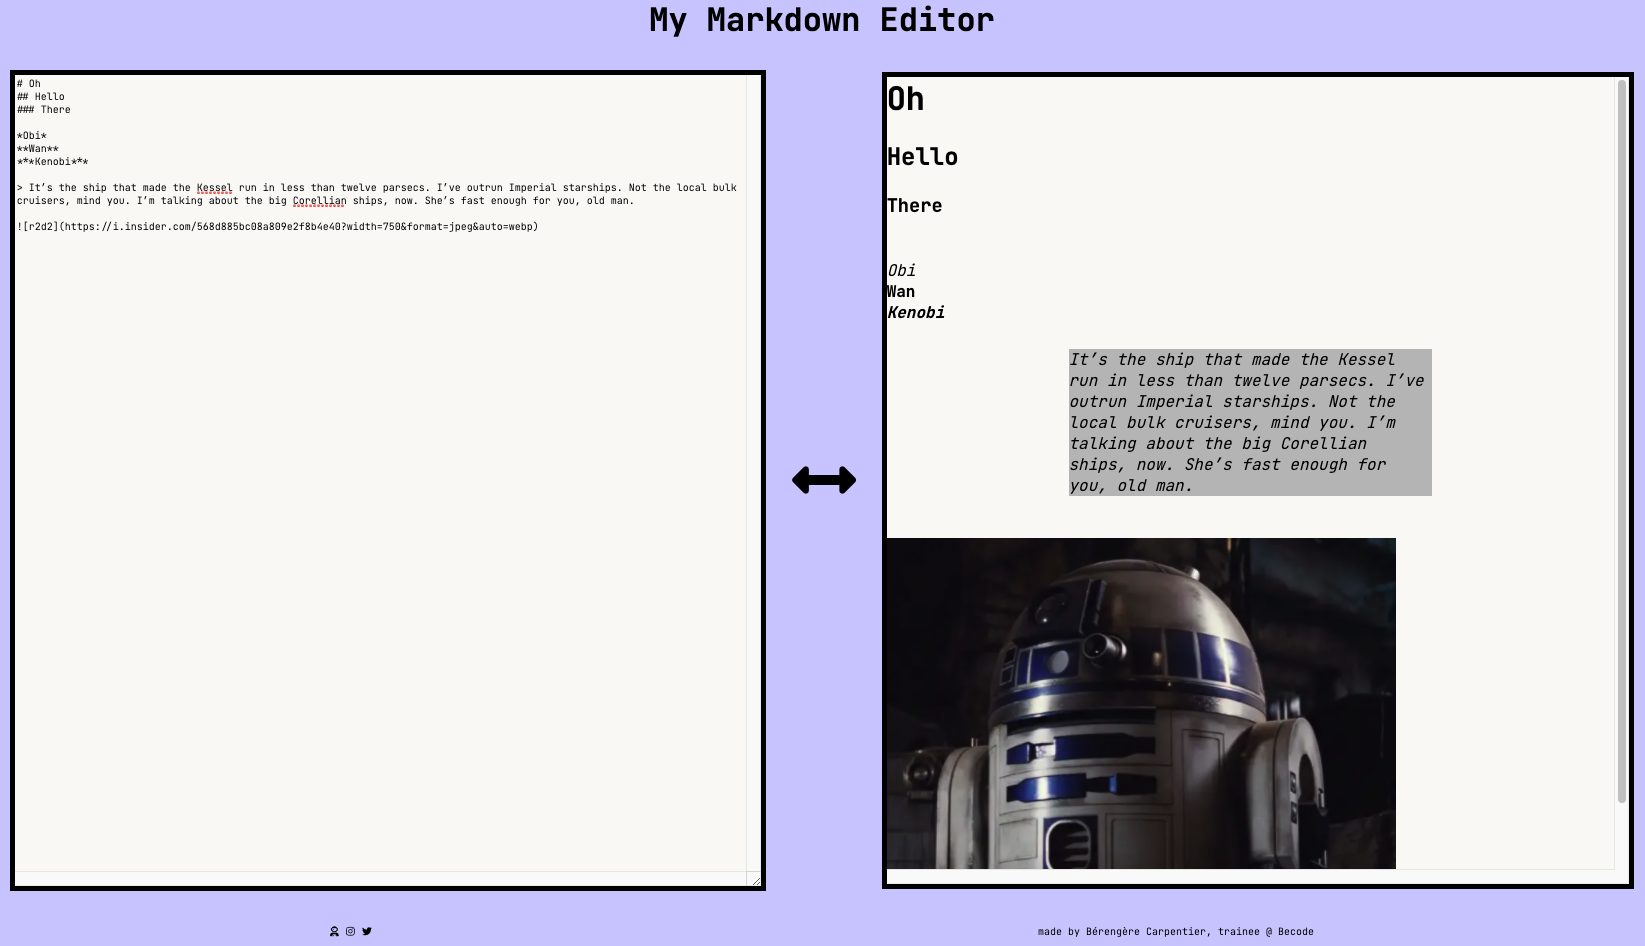 My Markdown Editor
# Oh
## Hello
### There
*Obi*
**Wan**
***Kenobi***
> It’s the ship that made the Kessel run in less than twelve parsecs. I’ve outrun Imperial starships. Not the local bulk
cruisers, mind you. I’m talking about the big Corellian ships, now. She’s fast enough for you, old man.
![r2d2](https://i.insider.com/568d885bc08a809e2f8b4e40?width=750&format=jpeg&auto=webp)
Oh
Hello
There
Obi
Wan
Kenobi
It’s the ship that made the Kessel
run in less than twelve parsecs. I’ve
outrun Imperial starships. Not the
local bulk cruisers, mind you. I’m
talking about the big Corellian
ships, now. She’s fast enough for
you, old man.
made by Bérengère Carpentier, trainee @ Becode